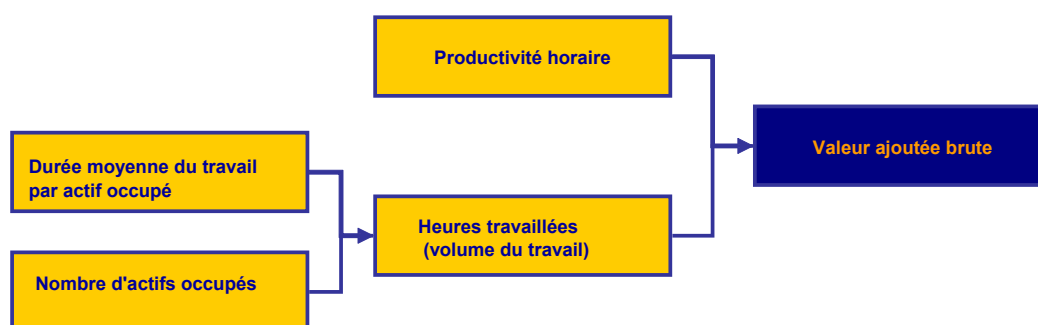 Productivité horaire
Valeur ajoutée brute
Durée moyenne du travail
par actif occupé
Heures travaillées
(volume du travail)
Nombre d'actifs occupés